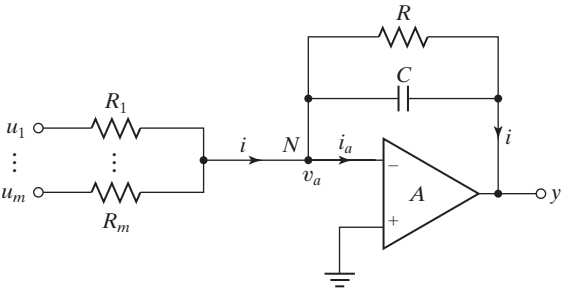 R
C
R₁
u₁
i
N
iₐ
−
i
⋮
⋮
vₐ
A
y
uₘ
Rₘ
+